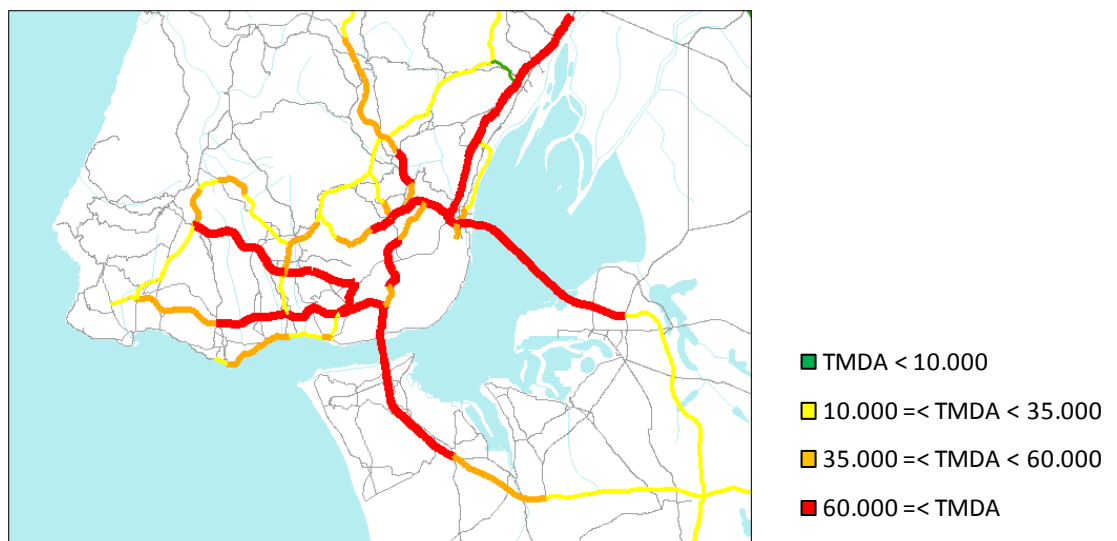 TMDA < 10.000
10.000 =< TMDA < 35.000
35.000 =< TMDA < 60.000
60.000 =< TMDA